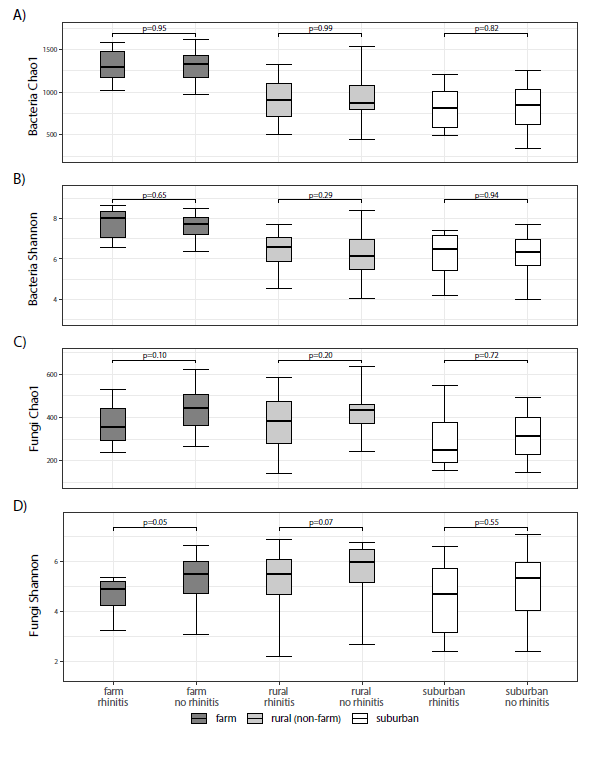 A)
p=0.95 p=0.99 p=0.82
Bacteria Chao1
1500
1000
500
B)
p=0.65 p=0.29 p=0.94
Bacteria Shannon
8
6
4
C)
p=0.10 p=0.20 p=0.72
Fungi Chao1
600
400
200
D)
p=0.05 p=0.07 p=0.55
Fungi Shannon
6
4
2
farm farm rural rural suburban suburban
rhinitis no rhinitis rhinitis no rhinitis rhinitis no rhinitis
farm rural (non-farm) suburban